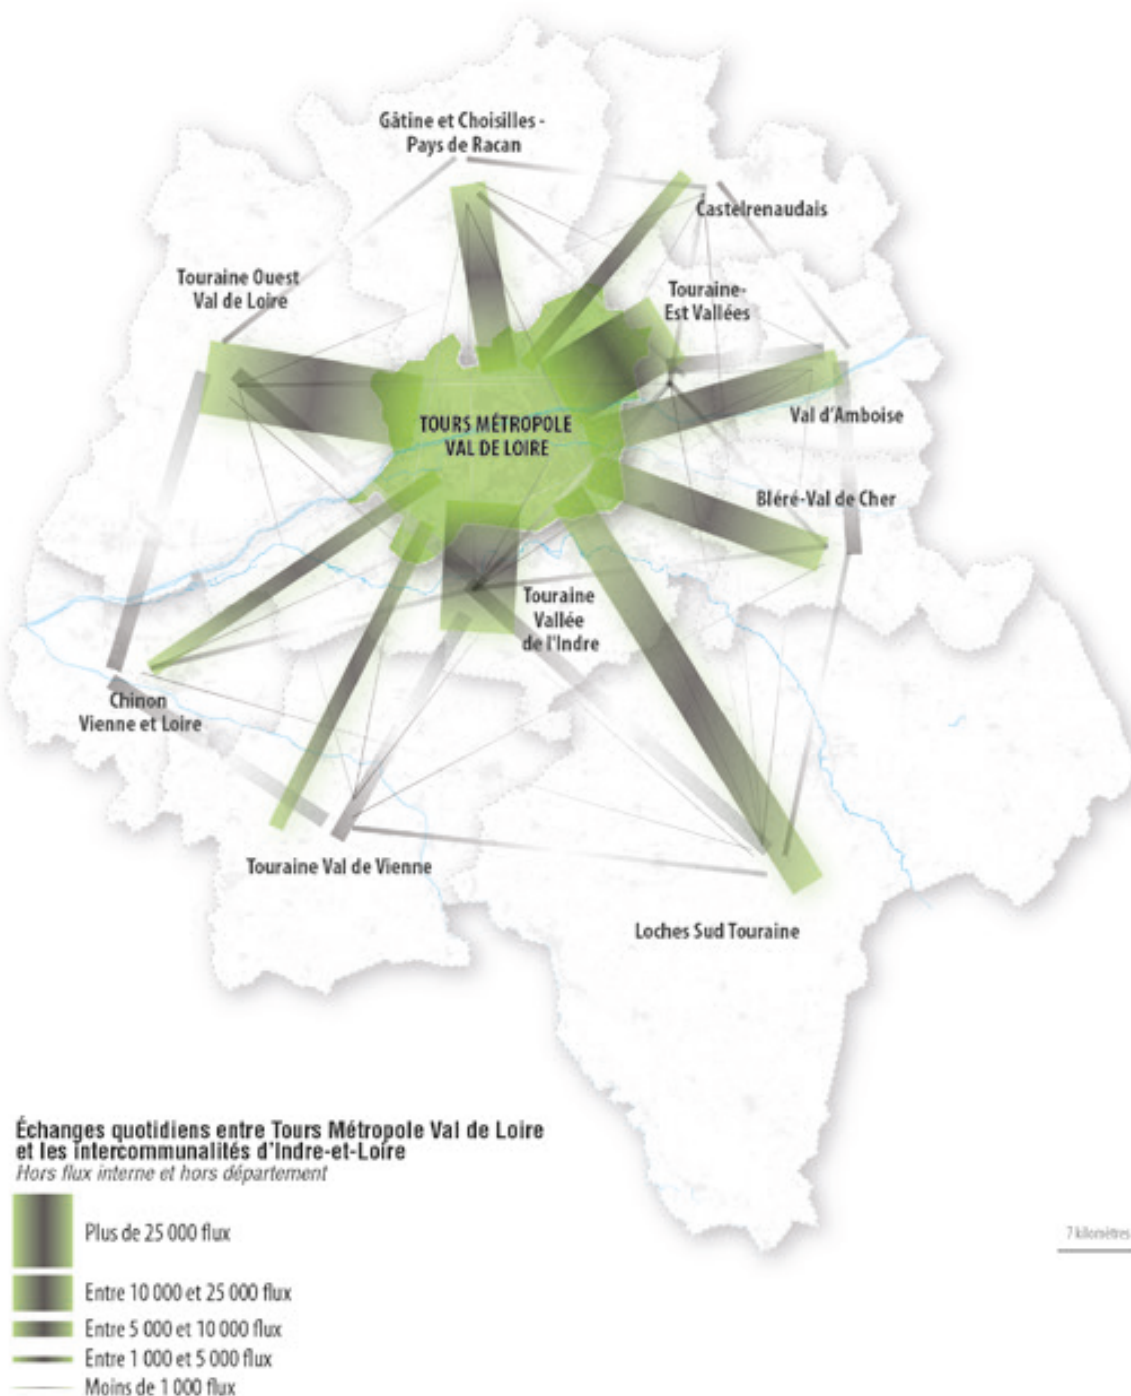 Gâtine et Choisilles -
Pays de Racan
Castelrenaudais
Touraine Ouest
Val de Loire
Touraine-
Est Vallées
TOURS MÉTROPOLE
VAL DE LOIRE
Val d'Amboise
Bléré-Val de Cher
Touraine
Vallée
de l'Indre
Chinon
Vienne et Loire
Touraine Val de Vienne
Loches Sud Touraine
Échanges quotidiens entre Tours Métropole Val de Loire
et les intercommunalités d'Indre-et-Loire
Hors flux interne et hors département
Plus de 25 000 flux
Entre 10 000 et 25 000 flux
Entre 5 000 et 10 000 flux
Entre 1 000 et 5 000 flux
Moins de 1 000 flux
7 kilomètres